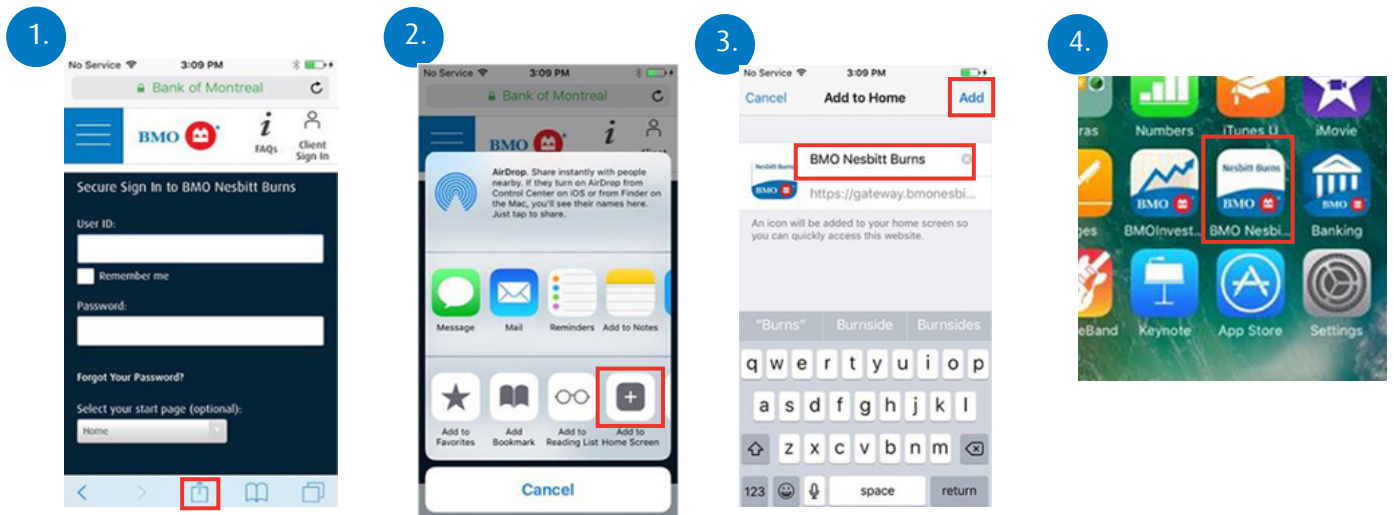 1.
No Service 3:09 PM
Bank of Montreal
BMO
i
FAQs
Client
Sign In
Secure Sign In to BMO Nesbitt Burns
User ID:
Remember me
Password:
Forgot Your Password?
Select your start page (optional):
Home
2.
No Service 3:09 PM
Bank of Montreal
BMO
i
AirDrop. Share instantly with people
nearby. If they turn on AirDrop from
Control Center on iOS or from Finder on
the Mac, you'll see their names here.
Just tap to share.
Message Mail Reminders Add to Notes
Add to
Favorites
Add
Bookmark
Add to
Reading List
Add to
Home Screen
Cancel
3.
No Service 3:09 PM
Cancel Add to Home Add
Nesbitt Burns
BMO
BMO Nesbitt Burns
https://gateway.bmonesbi...
An icon will be added to your home screen so
you can quickly access this website.
"Burns" Burnside Burnsides
q w e r t y u i o p
a s d f g h j k l
z x c v b n m
123 space return
4.
ras Numbers iTunes U iMovie
Nesbitt Burns
BMO BMO BMO
ges BMOInvest... BMO Nesbi... Banking
eBand Keynote App Store Settings